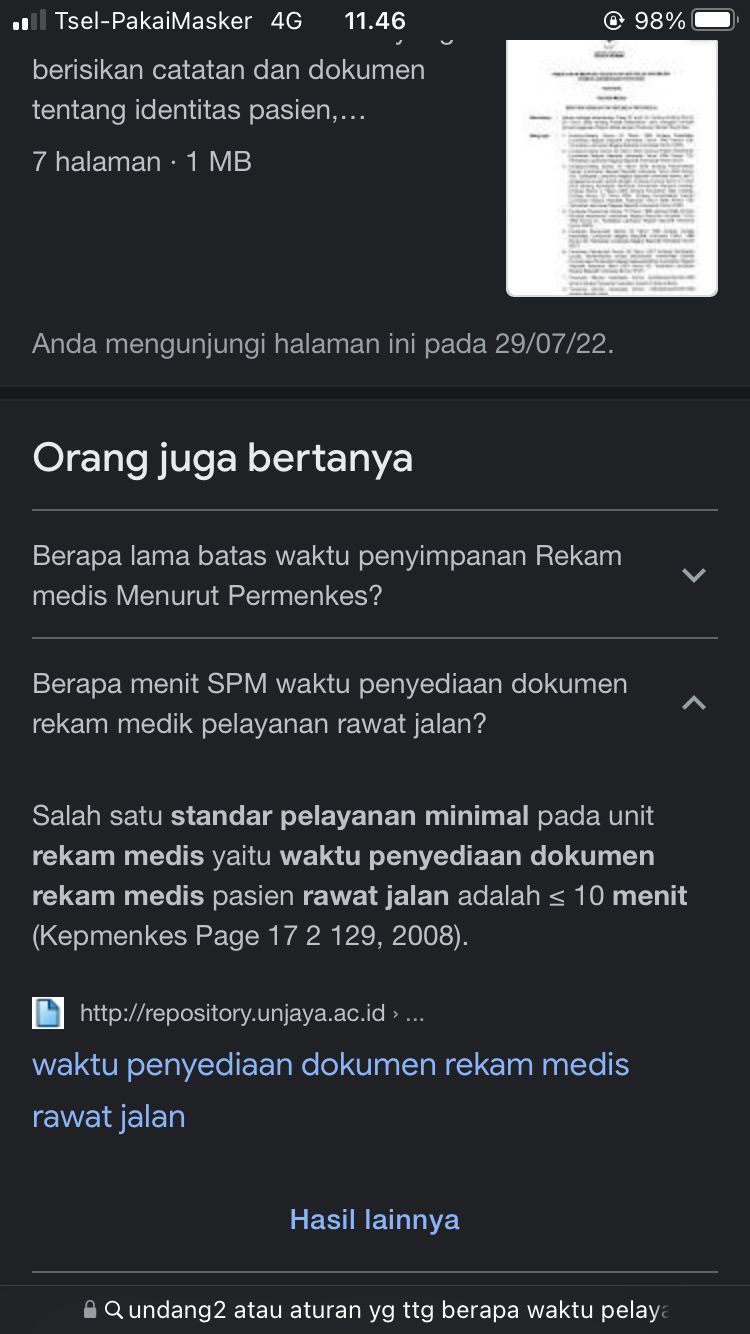 Tsel-PakaiMasker 4G 11.46 98%
berisikan catatan dan dokumen
tentang identitas pasien,...
7 halaman · 1 MB
Anda mengunjungi halaman ini pada 29/07/22.
Orang juga bertanya
Berapa lama batas waktu penyimpanan Rekam
medis Menurut Permenkes?
Berapa menit SPM waktu penyediaan dokumen
rekam medik pelayanan rawat jalan?
Salah satu standar pelayanan minimal pada unit
rekam medis yaitu waktu penyediaan dokumen
rekam medis pasien rawat jalan adalah ≤ 10 menit
(Kepmenkes Page 17 2 129, 2008).
http://repository.unjaya.ac.id › ...
waktu penyediaan dokumen rekam medis
rawat jalan
Hasil lainnya
undang2 atau aturan yg ttg berapa waktu pelaya